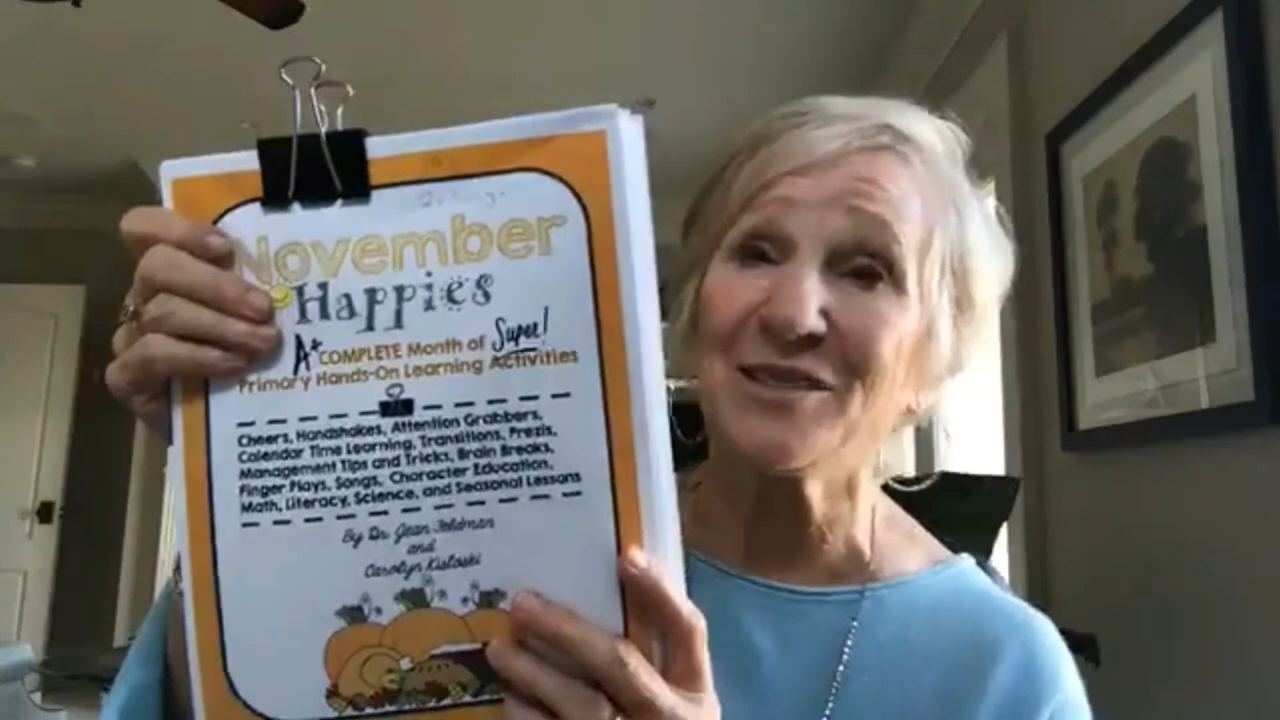 November
Happies
A+ COMPLETE Month of Super!
Primary Hands-On Learning Activities
Cheers, Handshakes, Attention Grabbers,
Calendar Time Learning, Transitions, Prezis,
Management Tips and Tricks, Brain Breaks,
Finger Plays, Songs, Character Education,
Math, Literacy, Science, and Seasonal Lessons
By Dr. Jean Feldman
and
Carolyn Kisloski